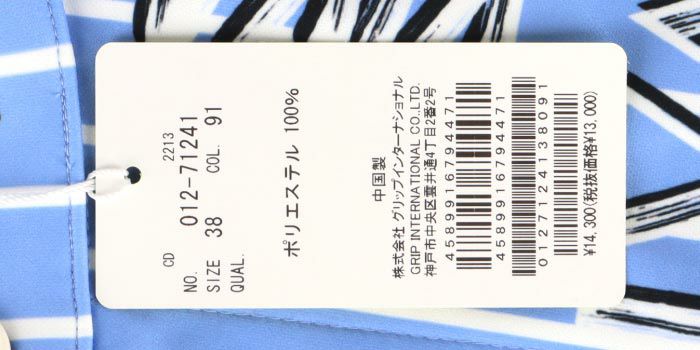 CD 2213
NO. 012-71241
SIZE 38 COL. 91
QUAL.
ポリエステル 100%
中国製
株式会社 グリップインターナショナル
GRIP INTERNATIONAL CO.,LTD.
神戸市中央区雲井通4丁目2番2号
4589916794471
4589916794471
0127124138091
¥14,300(税抜価格¥13,000)